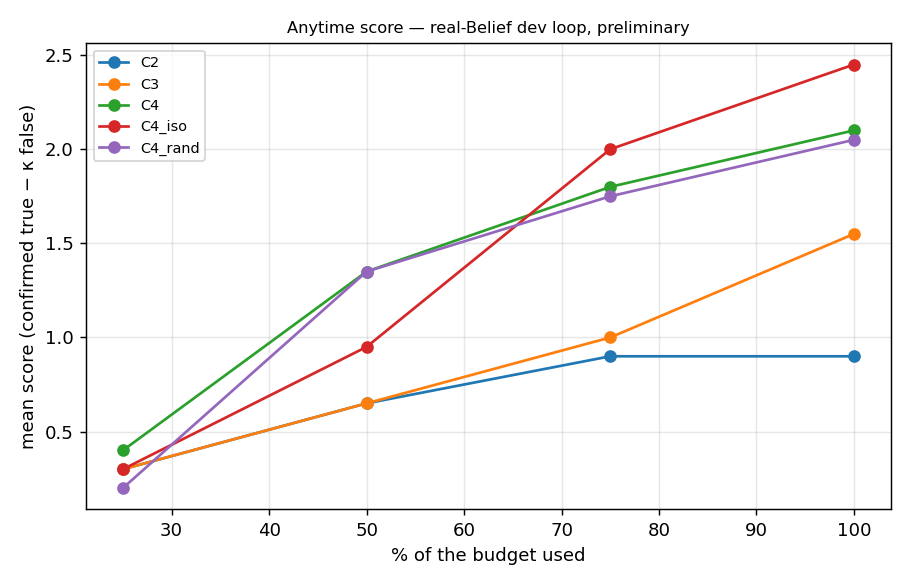 Anytime score — real-Belief dev loop, preliminary
C2
C3
C4
C4_iso
C4_rand
mean score (confirmed true − κ false)
2.5
2.0
1.5
1.0
0.5
30 40 50 60 70 80 90 100
% of the budget used